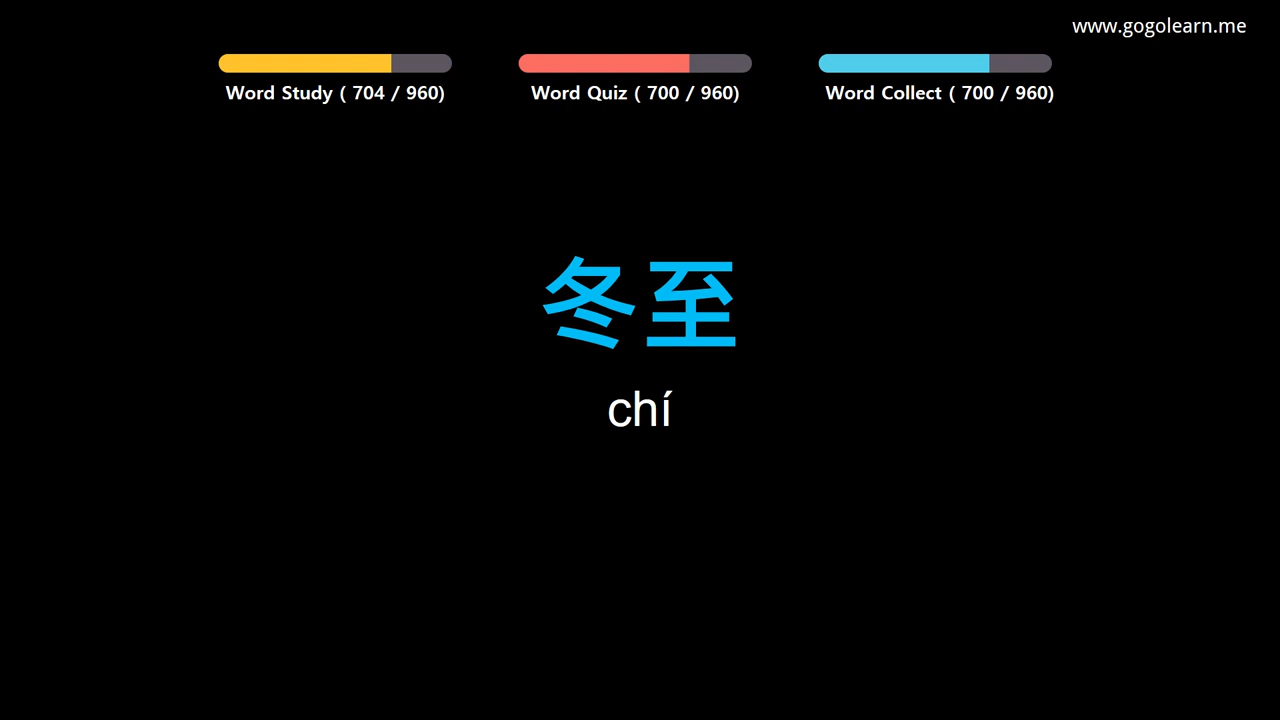 www.gogolearn.me
Word Study ( 704 / 960)
Word Quiz ( 700 / 960)
Word Collect ( 700 / 960)
冬至
chí